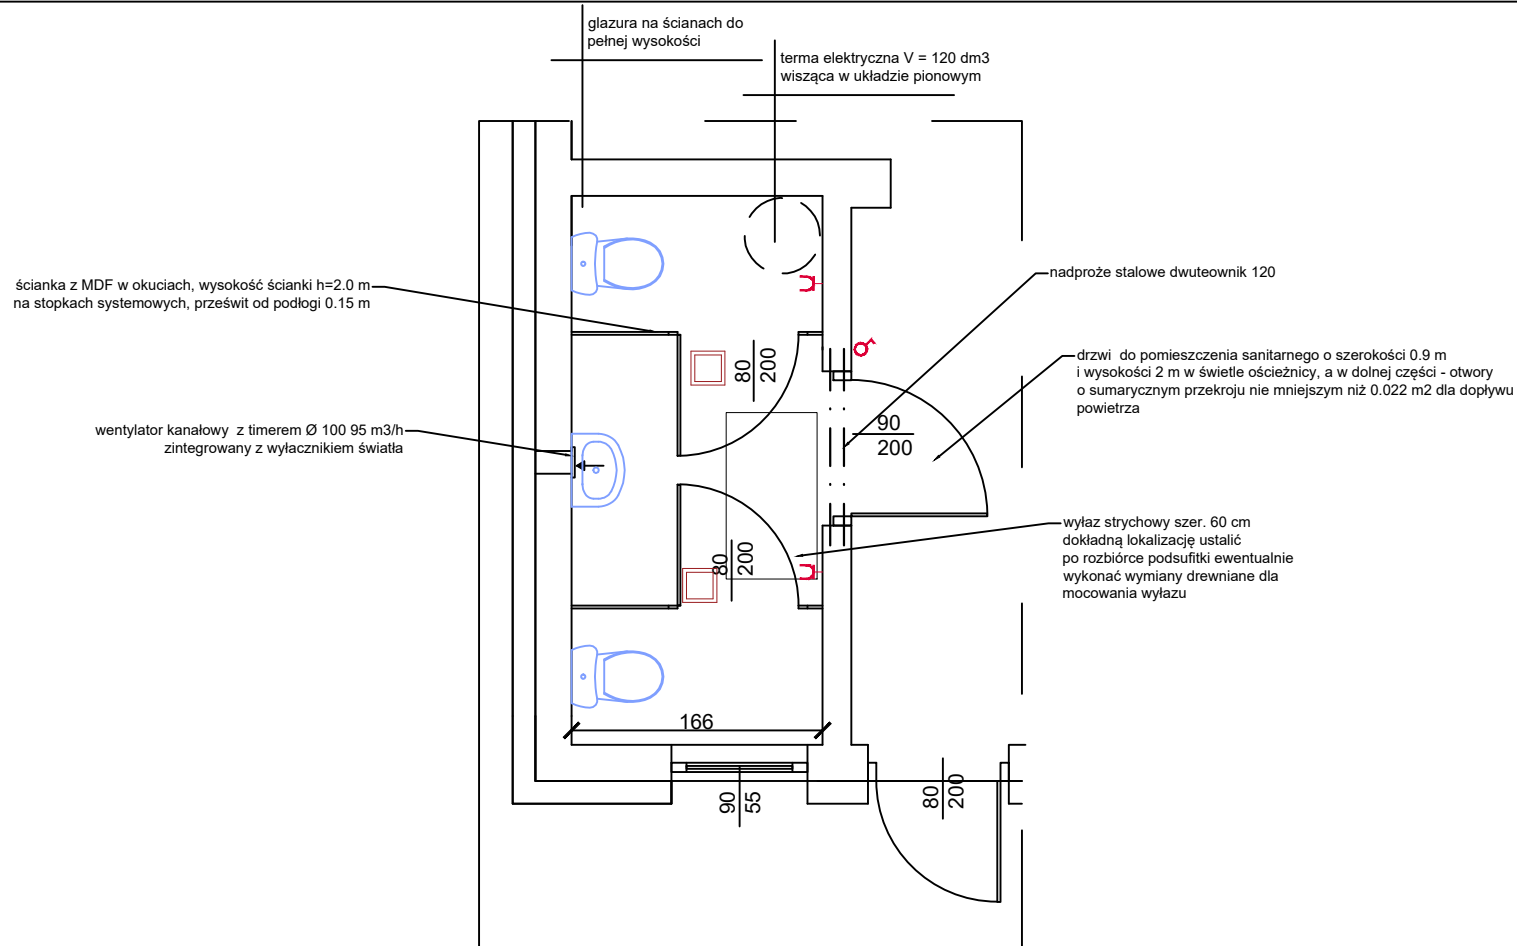 glazura na ścianach do
pełnej wysokości
terma elektryczna V = 120 dm3
wisząca w układzie pionowym
ścianka z MDF w okuciach, wysokość ścianki h=2.0 m
na stopkach systemowych, prześwit od podłogi 0.15 m
nadproże stalowe dwuteownik 120
drzwi do pomieszczenia sanitarnego o szerokości 0.9 m
i wysokości 2 m w świetle ościeżnicy, a w dolnej części - otwory
o sumarycznym przekroju nie mniejszym niż 0.022 m2 dla dopływu
powietrza
80
200
90
200
wentylator kanałowy z timerem Ø 100 95 m3/h
zintegrowany z wyłacznikiem światła
80
200
wyłaz strychowy szer. 60 cm
dokładną lokalizację ustalić
po rozbiórce podsufitki ewentualnie
wykonać wymiany drewniane dla
mocowania wyłazu
166
90
55
80
200